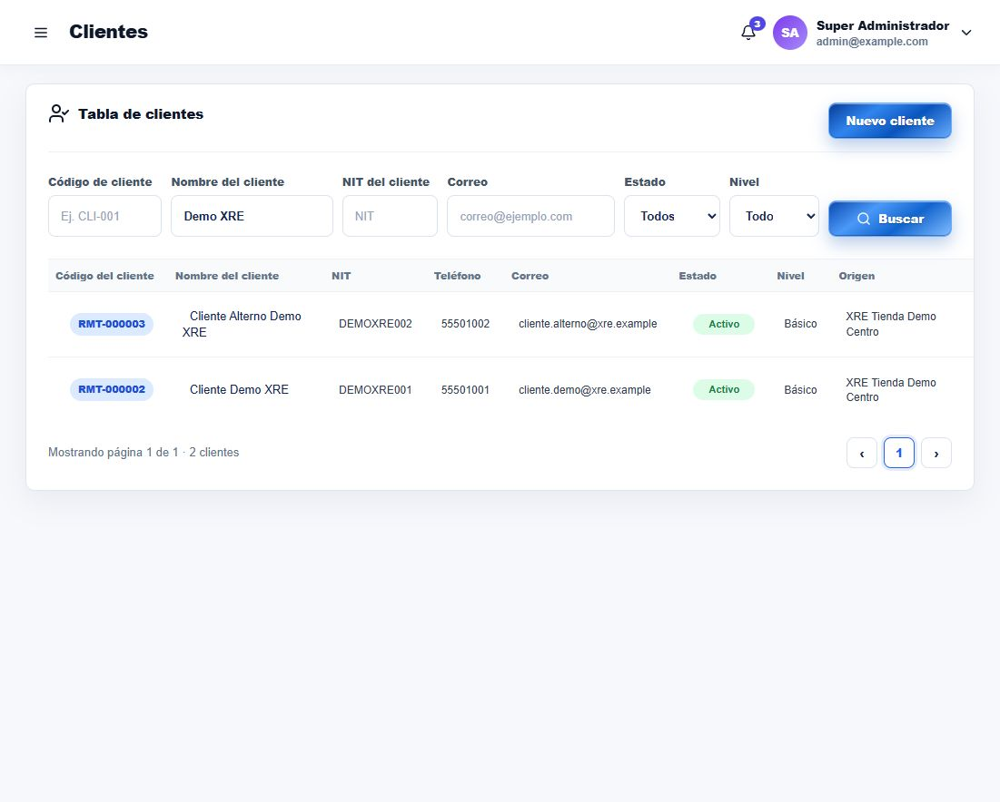 Clientes
3
SA
Super Administrador
admin@example.com
Tabla de clientes
Nuevo cliente
Código de cliente Nombre del cliente NIT del cliente Correo Estado Nivel
Ej. CLI-001 Demo XRE NIT correo@ejemplo.com Todos Todo Buscar
Código del cliente Nombre del cliente NIT Teléfono Correo Estado Nivel Origen
RMT-000003 Cliente Alterno Demo XRE DEMOXRE002 55501002 cliente.alterno@xre.example Activo Básico XRE Tienda Demo Centro
RMT-000002 Cliente Demo XRE DEMOXRE001 55501001 cliente.demo@xre.example Activo Básico XRE Tienda Demo Centro
Mostrando página 1 de 1 · 2 clientes
‹ 1 ›